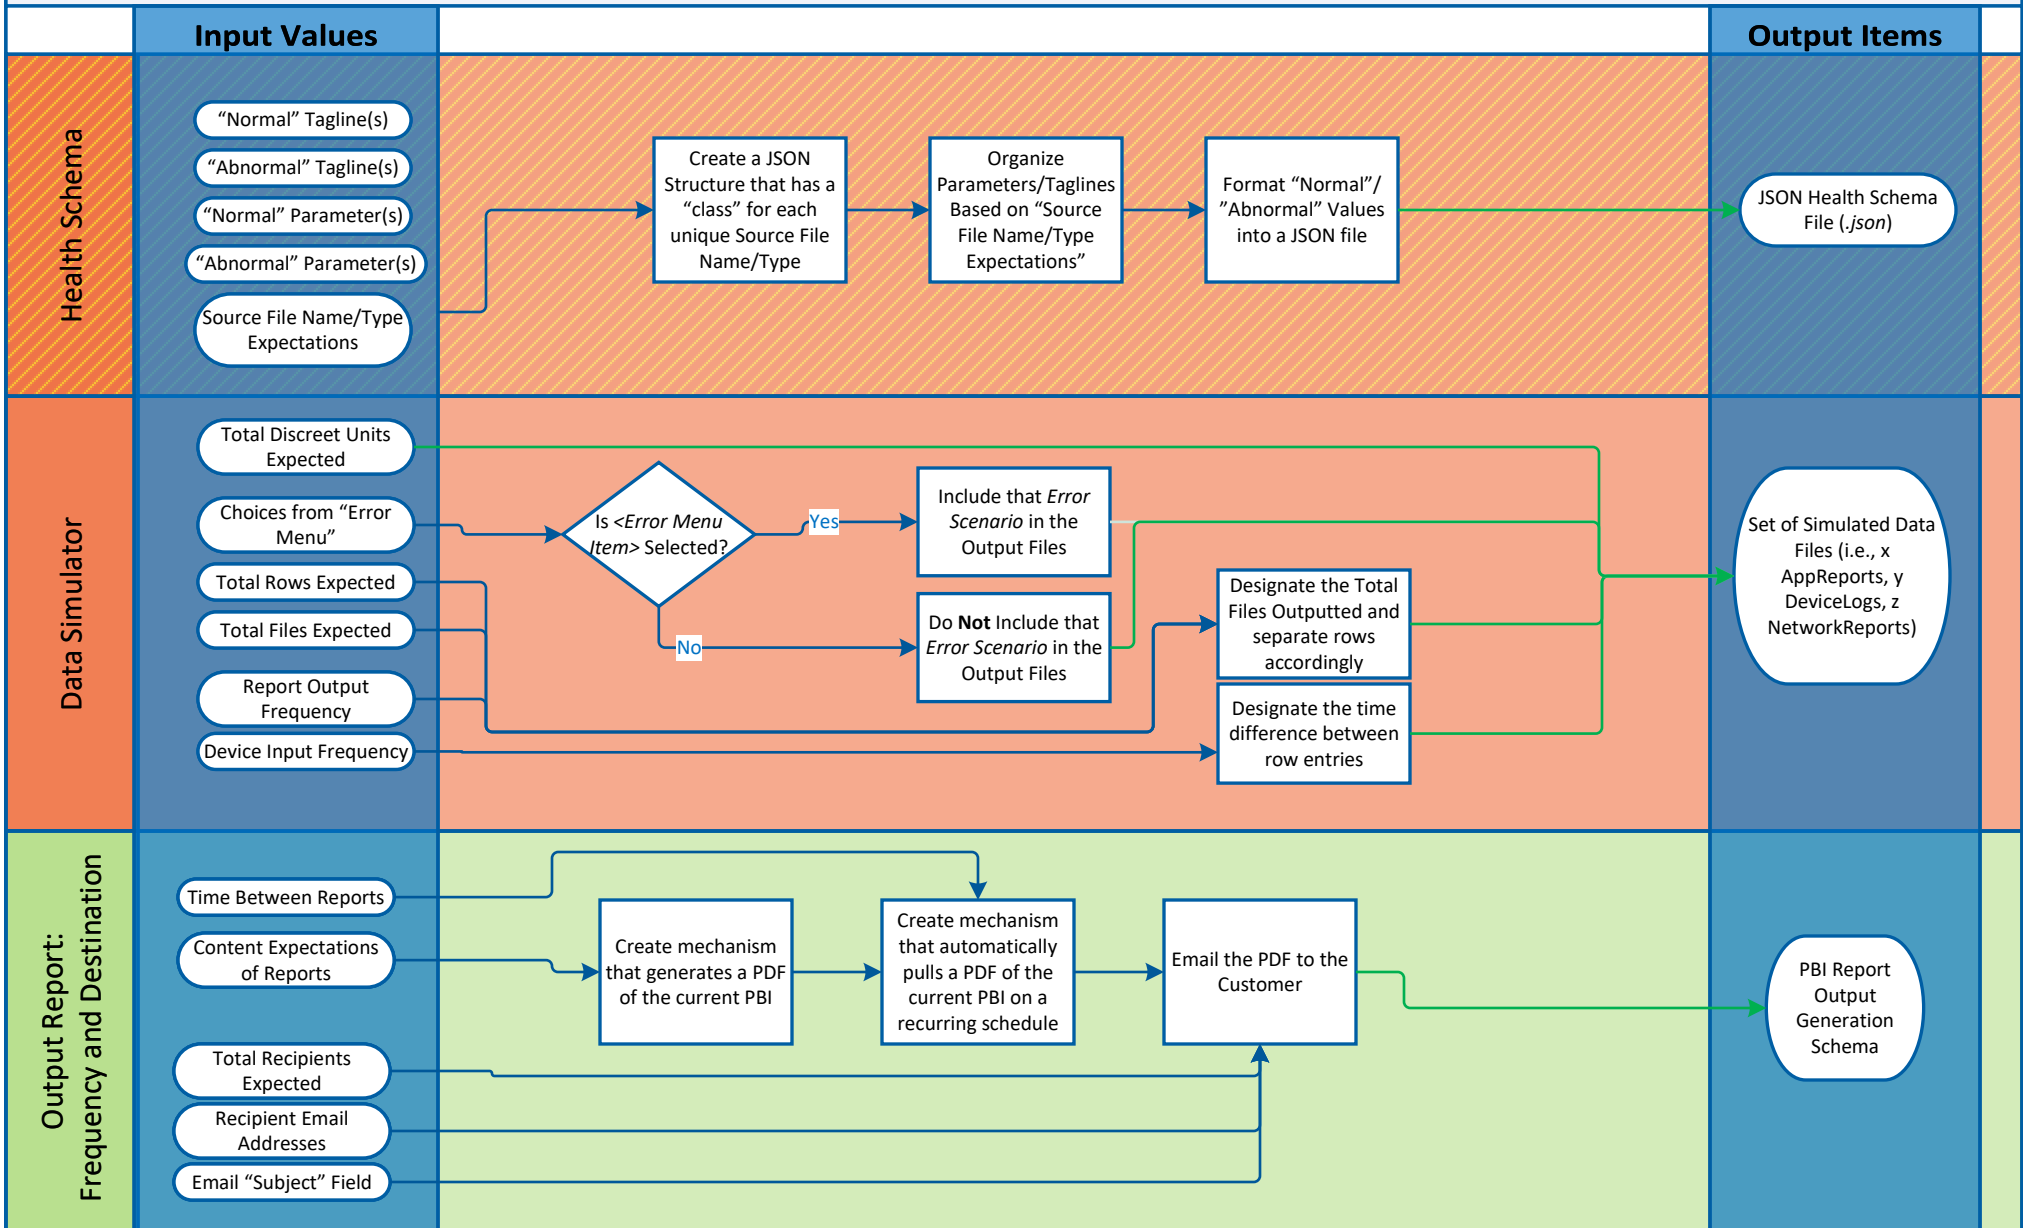 Input Values
Output Items
Health Schema
“Normal” Tagline(s)
“Abnormal” Tagline(s)
“Normal” Parameter(s)
“Abnormal” Parameter(s)
Source File Name/Type
Expectations
Create a JSON
Structure that has a
“class” for each
unique Source File
Name/Type
Organize
Parameters/Taglines
Based on “Source
File Name/Type
Expectations”
Format “Normal”/
”Abnormal” Values
into a JSON file
JSON Health Schema
File (.json)
Data Simulator
Total Discreet Units
Expected
Choices from “Error
Menu”
Total Rows Expected
Total Files Expected
Report Output
Frequency
Device Input Frequency
Is <Error Menu
Item> Selected?
Yes
No
Include that Error
Scenario in the
Output Files
Do Not Include that
Error Scenario in the
Output Files
Designate the Total
Files Outputted and
separate rows
accordingly
Designate the time
difference between
row entries
Set of Simulated Data
Files (i.e., x
AppReports, y
DeviceLogs, z
NetworkReports)
Output Report:
Frequency and Destination
Time Between Reports
Content Expectations
of Reports
Total Recipients
Expected
Recipient Email
Addresses
Email “Subject” Field
Create mechanism
that generates a PDF
of the current PBI
Create mechanism
that automatically
pulls a PDF of the
current PBI on a
recurring schedule
Email the PDF to the
Customer
PBI Report
Output
Generation
Schema